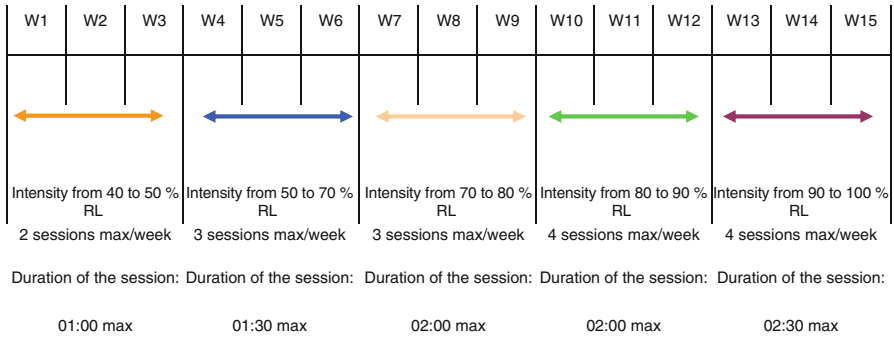 W1 W2 W3 W4 W5 W6 W7 W8 W9 W10 W11 W12 W13 W14 W15
Intensity from 40 to 50 % Intensity from 50 to 70 % Intensity from 70 to 80 % Intensity from 80 to 90 % Intensity from 90 to 100 %
RL RL RL RL RL
2 sessions max/week 3 sessions max/week 3 sessions max/week 4 sessions max/week 4 sessions max/week
Duration of the session: Duration of the session: Duration of the session: Duration of the session: Duration of the session:
01:00 max 01:30 max 02:00 max 02:00 max 02:30 max